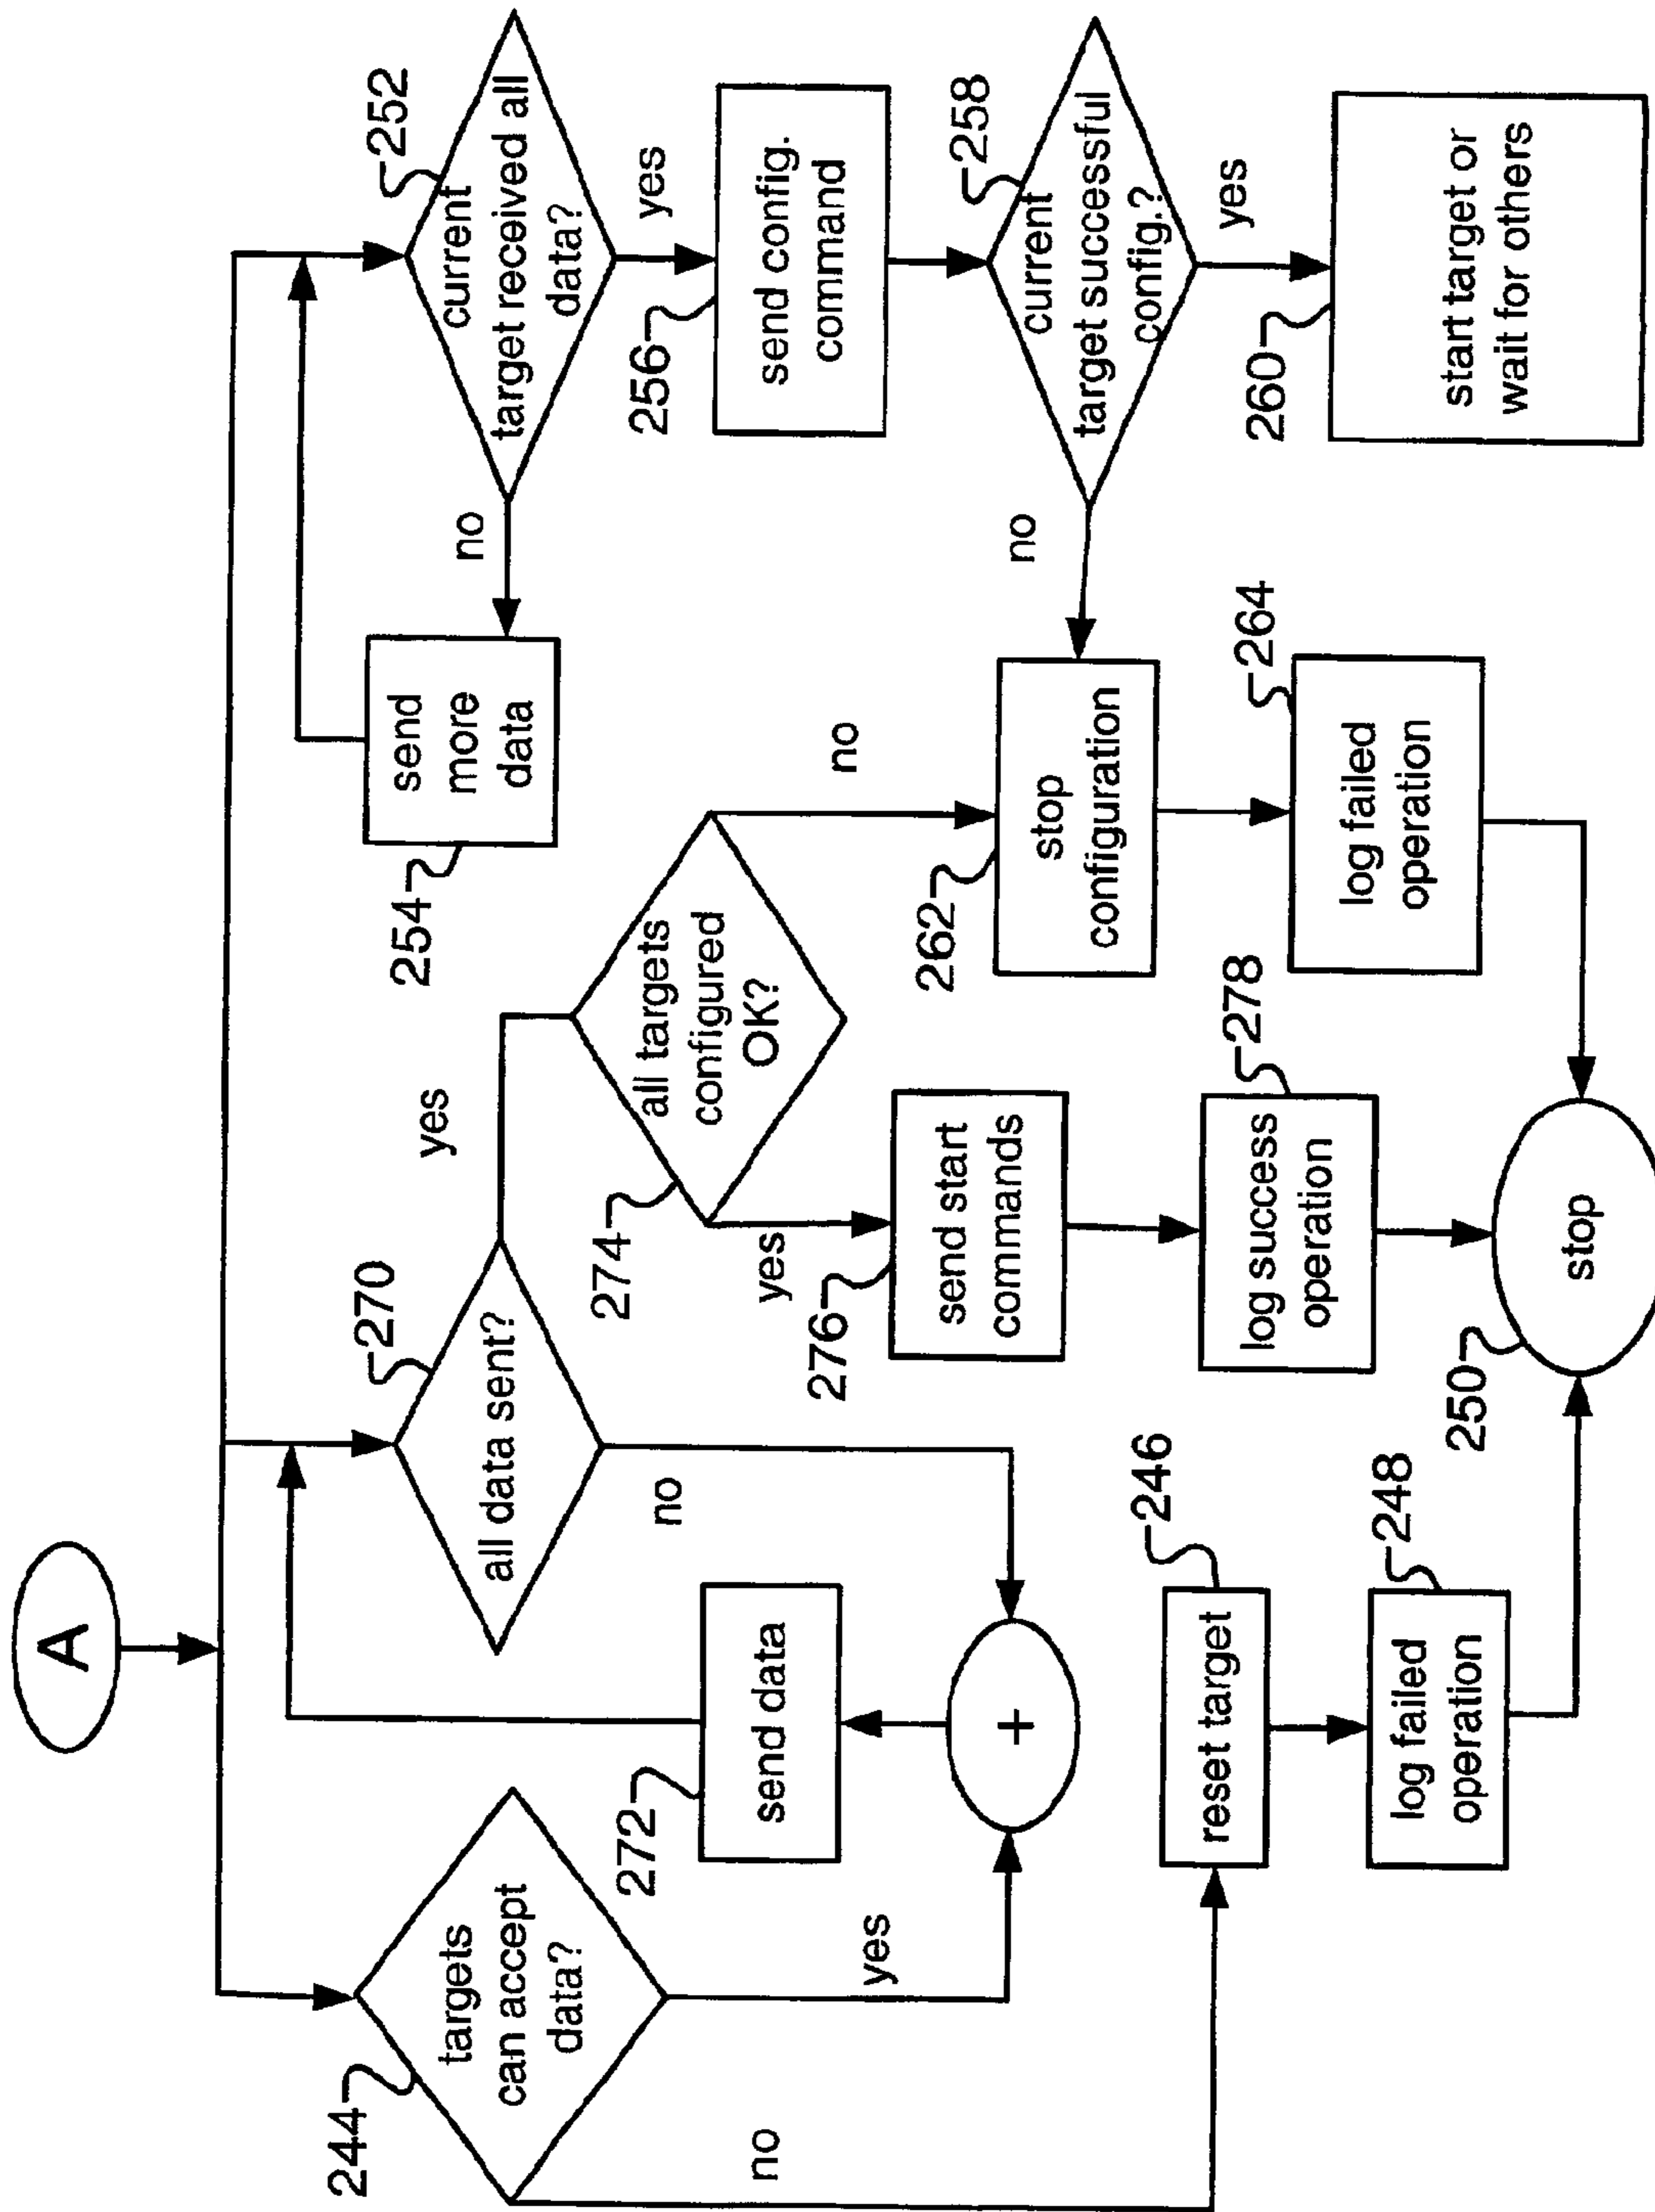 A
244
targets
can accept
data?
no
yes
272
send data
+
246
reset target
248
log failed
operation
270
all data sent?
no
yes
274
all targets
configured
OK?
yes
no
276
send start
commands
278
log success
operation
250
stop
254
send
more
data
no
252
current
target received all
data?
yes
256
send config.
command
258
current
target successful
config.?
no
yes
262
stop
configuration
264
log failed
operation
260
start target or
wait for others